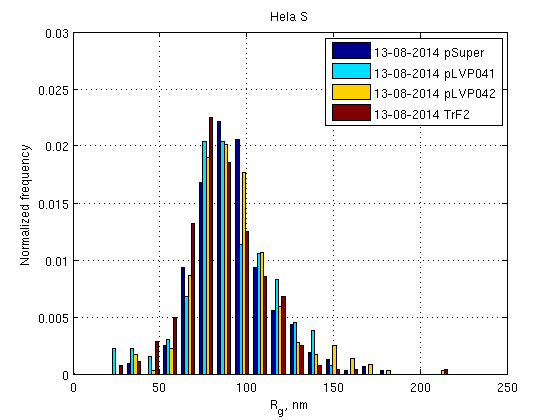 Hela S
0.03
0.025
0.02
0.015
0.01
0.005
0
Normalized frequency
13-08-2014 pSuper
13-08-2014 pLVP041
13-08-2014 pLVP042
13-08-2014 TrF2
0 50 100 150 200 250
Rg, nm